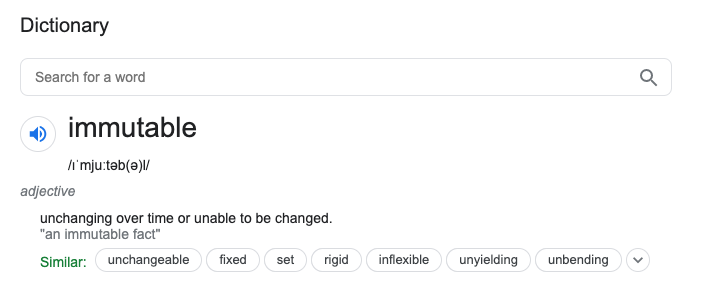 Dictionary
Search for a word
immutable
/ɪˈmjuːtəb(ə)l/
adjective
unchanging over time or unable to be changed.
"an immutable fact"
Similar: unchangeable fixed set rigid inflexible unyielding unbending